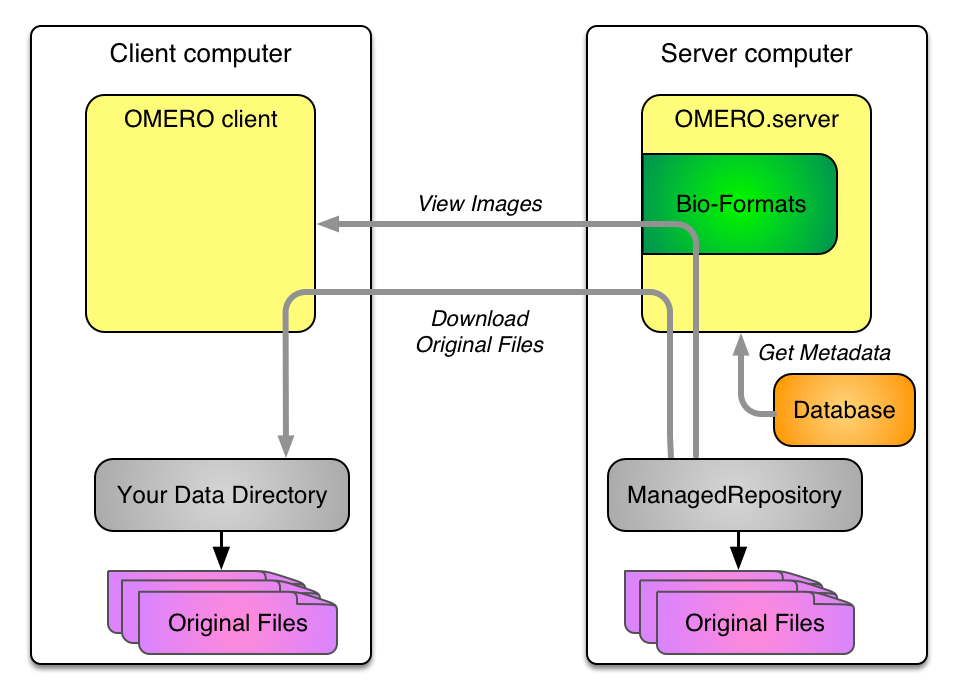 Client computer
OMERO client
Server computer
OMERO.server
Bio-Formats
View Images
Download
Original Files
Get Metadata
Database
Your Data Directory
ManagedRepository
Original Files
Original Files